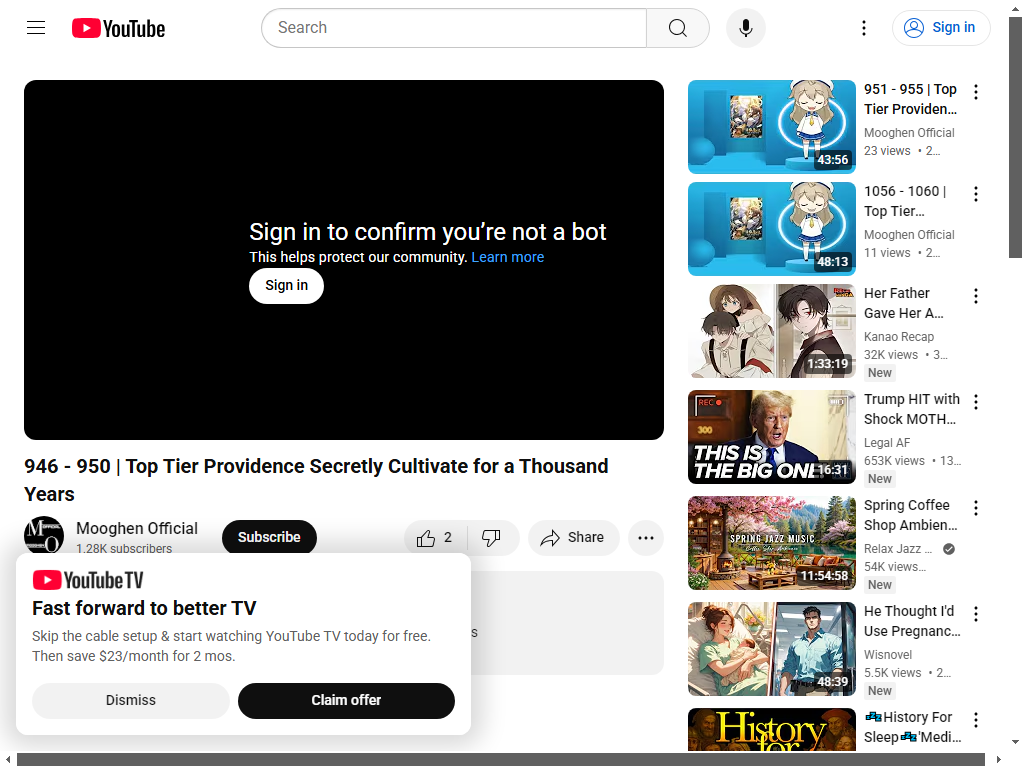 YouTube
Search
Sign in
Sign in to confirm you’re not a bot
This helps protect our community. Learn more
Sign in
946 - 950 | Top Tier Providence Secretly Cultivate for a Thousand
Years
Mooghen Official
1.28K subscribers
Subscribe
2
Share
YouTube TV
Fast forward to better TV
Skip the cable setup & start watching YouTube TV today for free.
Then save $23/month for 2 mos.
Dismiss
Claim offer
43:56
951 - 955 | Top
Tier Providen...
Mooghen Official
23 views • 2...
48:13
1056 - 1060 |
Top Tier...
Mooghen Official
11 views • 2...
1:33:19
Her Father
Gave Her A...
Kanao Recap
32K views • 3...
New
REC
300
THIS IS
THE BIG ONE
16:31
Trump HIT with
Shock MOTH...
Legal AF
653K views • 13...
New
SPRING JAZZ MUSIC
11:54:58
Spring Coffee
Shop Ambien...
Relax Jazz ...
54K views...
New
48:39
He Thought I'd
Use Pregnanc...
Wisnovel
5.5K views • 2...
New
History
for
💤History For
Sleep💤'Medi...